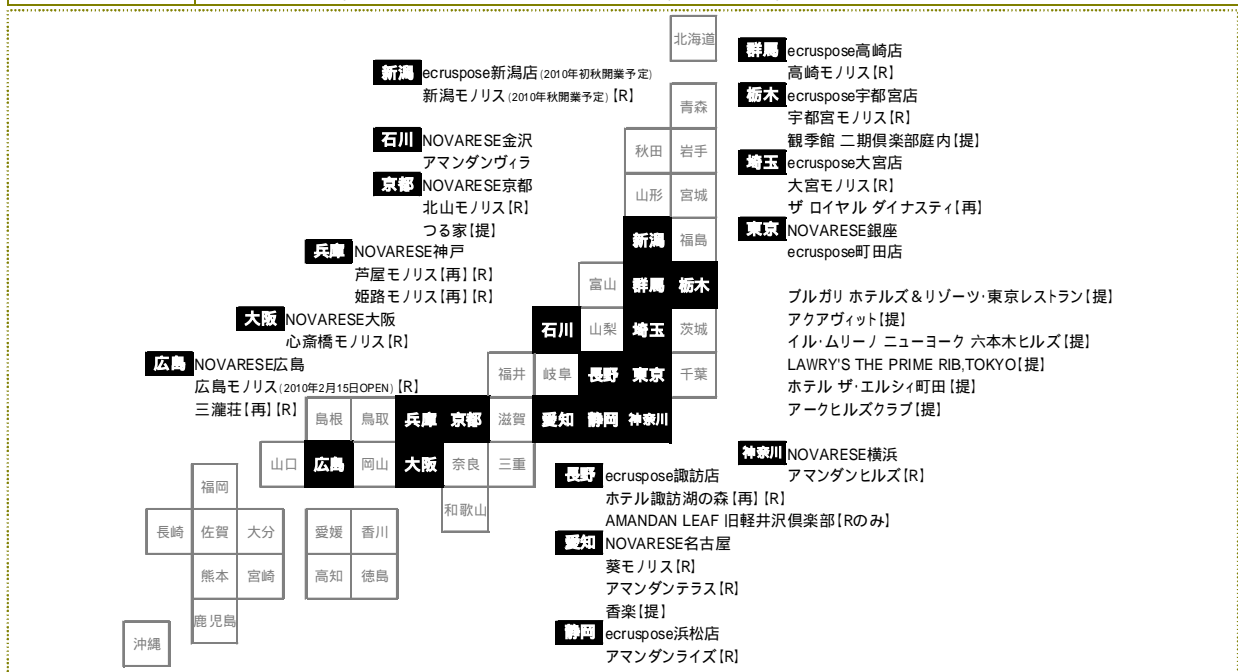 北海道
群馬 ecruspose高崎店
高崎モノリス【R】
新潟 ecruspose新潟店(2010年初秋開業予定)
新潟モノリス(2010年秋開業予定)【R】
栃木 ecruspose宇都宮店
宇都宮モノリス【R】
観季館 二期倶楽部庭内【提】
青森
石川 NOVARESE金沢
アマンダンヴィラ
秋田 岩手
埼玉 ecruspose大宮店
大宮モノリス【R】
ザ ロイヤル ダイナスティ【再】
京都 NOVARESE京都
北山モノリス【R】
つる家【提】
山形 宮城
東京 NOVARESE銀座
ecruspose町田店
ブルガリ ホテルズ&リゾーツ・東京レストラン【提】
アクアヴィット【提】
イル・ムリーノ ニューヨーク 六本木ヒルズ【提】
LAWRY'S THE PRIME RIB,TOKYO【提】
ホテル ザ・エルシィ町田【提】
アークヒルズクラブ【提】
兵庫 NOVARESE神戸
芦屋モノリス【再】【R】
姫路モノリス【再】【R】
新潟 福島
富山 群馬 栃木
大阪 NOVARESE大阪
心斎橋モノリス【R】
石川 山梨 埼玉 茨城
広島 NOVARESE広島
広島モノリス(2010年2月15日OPEN)【R】
三瀧荘【再】【R】
福井 岐阜 長野 東京 千葉
島根 鳥取 兵庫 京都 滋賀 愛知 静岡 神奈川
山口 広島 岡山 大阪 奈良 三重
神奈川 NOVARESE横浜
アマンダンヒルズ【R】
福岡
和歌山
長崎 佐賀 大分 愛媛 香川
熊本 宮崎 高知 徳島
鹿児島
沖縄
長野 ecruspose諏訪店
ホテル諏訪湖の森【再】【R】
AMANDAN LEAF 旧軽井沢倶楽部【Rのみ】
愛知 NOVARESE名古屋
葵モノリス【R】
アマンダンテラス【R】
香楽【提】
静岡 ecruspose浜松店
アマンダンライズ【R】